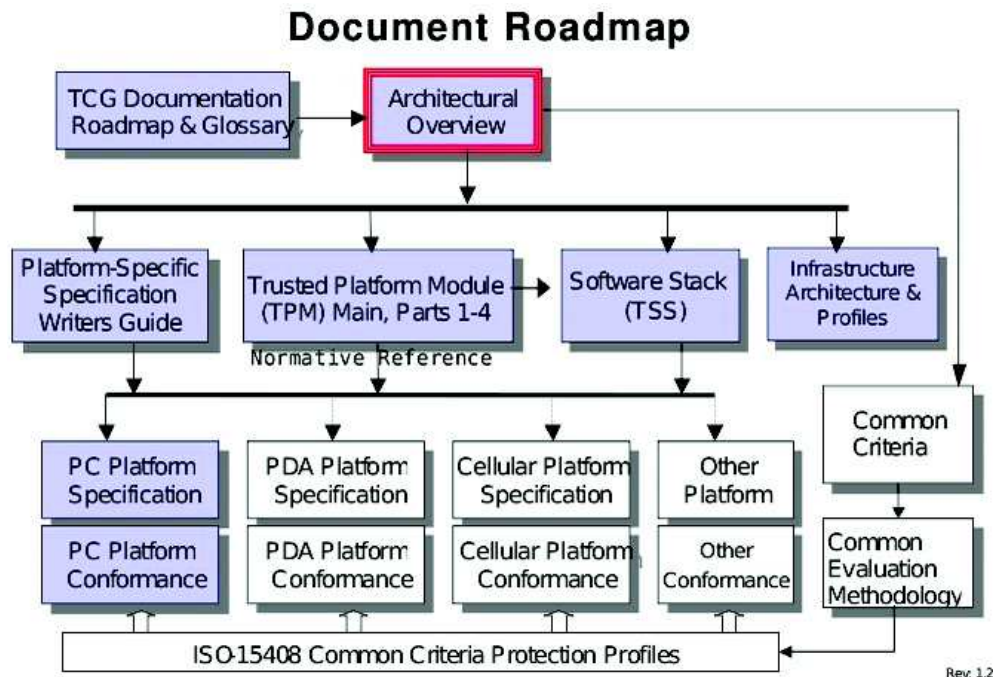 Document Roadmap
TCG Documentation
Roadmap & Glossary
Architectural
Overview
Platform-Specific
Specification
Writers Guide
Trusted Platform Module
(TPM) Main, Parts 1-4
Software Stack
(TSS)
Infrastructure
Architecture &
Profiles
Normative Reference
Common
Criteria
PC Platform
Specification
PDA Platform
Specification
Cellular Platform
Specification
Other
Platform
PC Platform
Conformance
PDA Platform
Conformance
Cellular Platform
Conformance
Other
Conformance
Common
Evaluation
Methodology
ISO-15408 Common Criteria Protection Profiles
Rev: 1.2